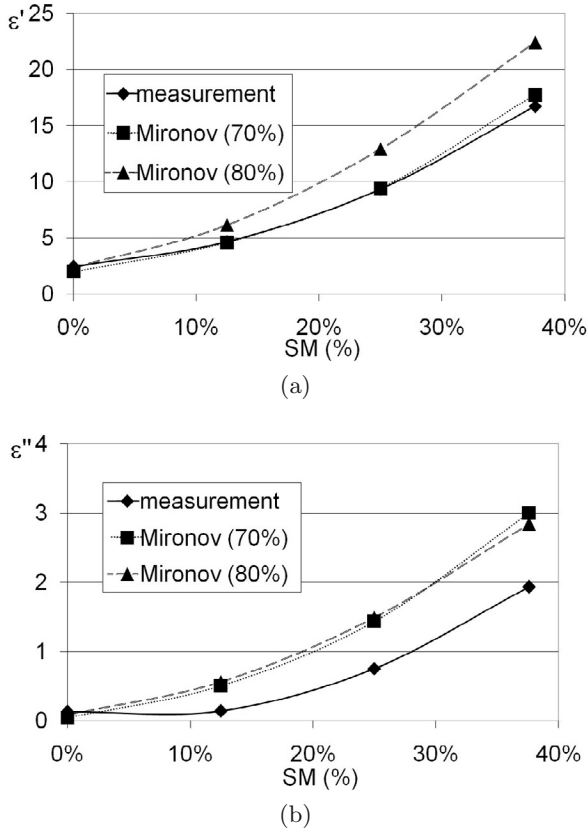 ε'
25
20
15
10
5
0
measurement
Mironov (70%)
Mironov (80%)
0%
10%
20%
30%
40%
SM (%)
(a)
ε''
4
3
2
1
0
measurement
Mironov (70%)
Mironov (80%)
0%
10%
20%
30%
40%
SM (%)
(b)